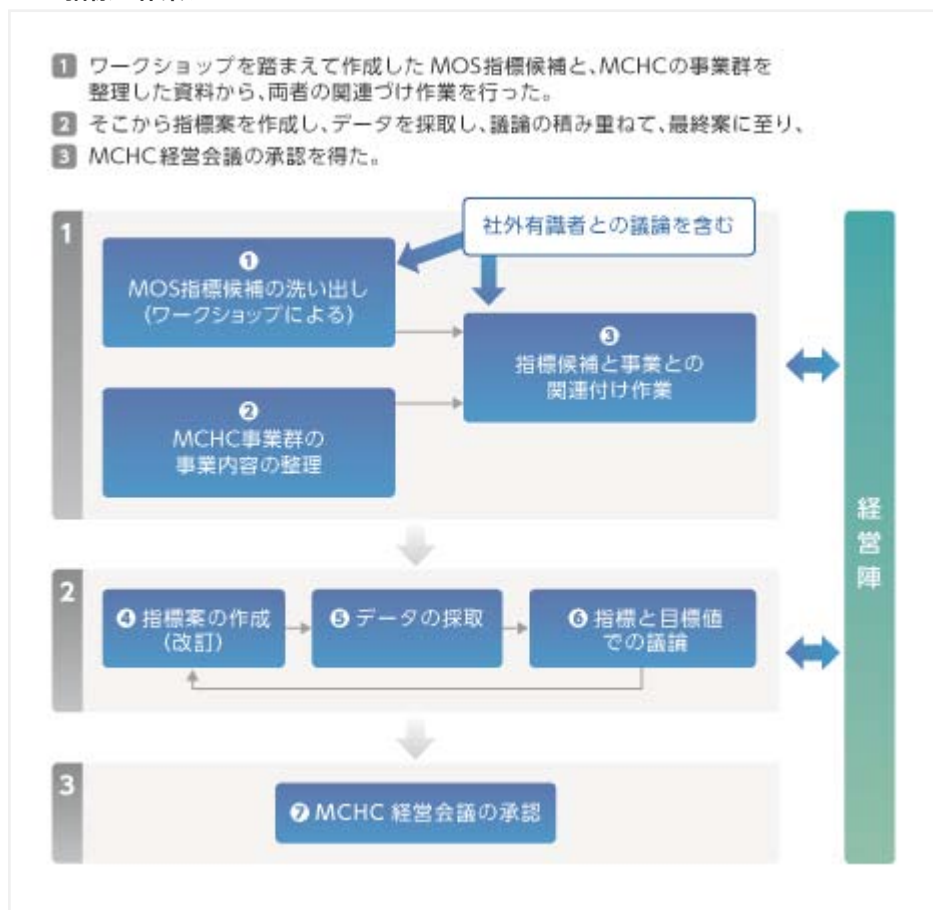 1 ワークショップを踏まえて作成した MOS指標候補と、MCHCの事業群を
整理した資料から、両者の関連づけ作業を行った。
2 そこから指標案を作成し、データを採取し、議論の積み重ねて、最終案に至り、
3 MCHC経営会議の承認を得た。
1
社外有識者との議論を含む
❶
MOS指標候補の洗い出し
(ワークショップによる)
❸
指標候補と事業との
関連付け作業
❷
MCHC事業群の
事業内容の整理
経営陣
2
❹ 指標案の作成
(改訂)
❺ データの採取
❻ 指標と目標値
での議論
3
❼ MCHC 経営会議の承認